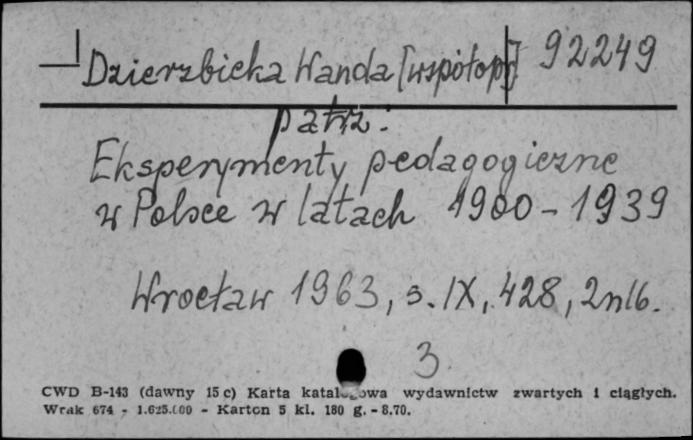 Dzierzbicka Wanda [współopr] 92249
patrz:
Eksperymenty pedagogiczne
w Polsce w latach 1900-1939
Wrocław 1963, s. IX, 428, 2nlb.
3
CWD B-143 (dawny 15 c) Karta katalogowa wydawnictw zwartych i ciągłych.
Wrak 674 - 1.625.000 - Karton 5 kl. 180 g. - 8.70.